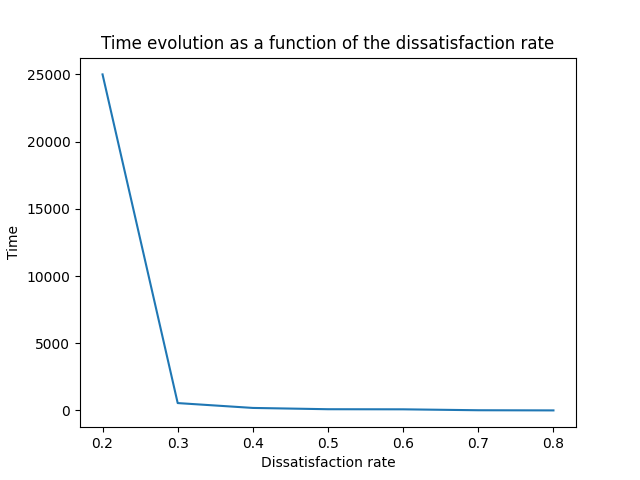 Time evolution as a function of the dissatisfaction rate
25000
20000
15000
10000
5000
0
Time
0.2 0.3 0.4 0.5 0.6 0.7 0.8
Dissatisfaction rate